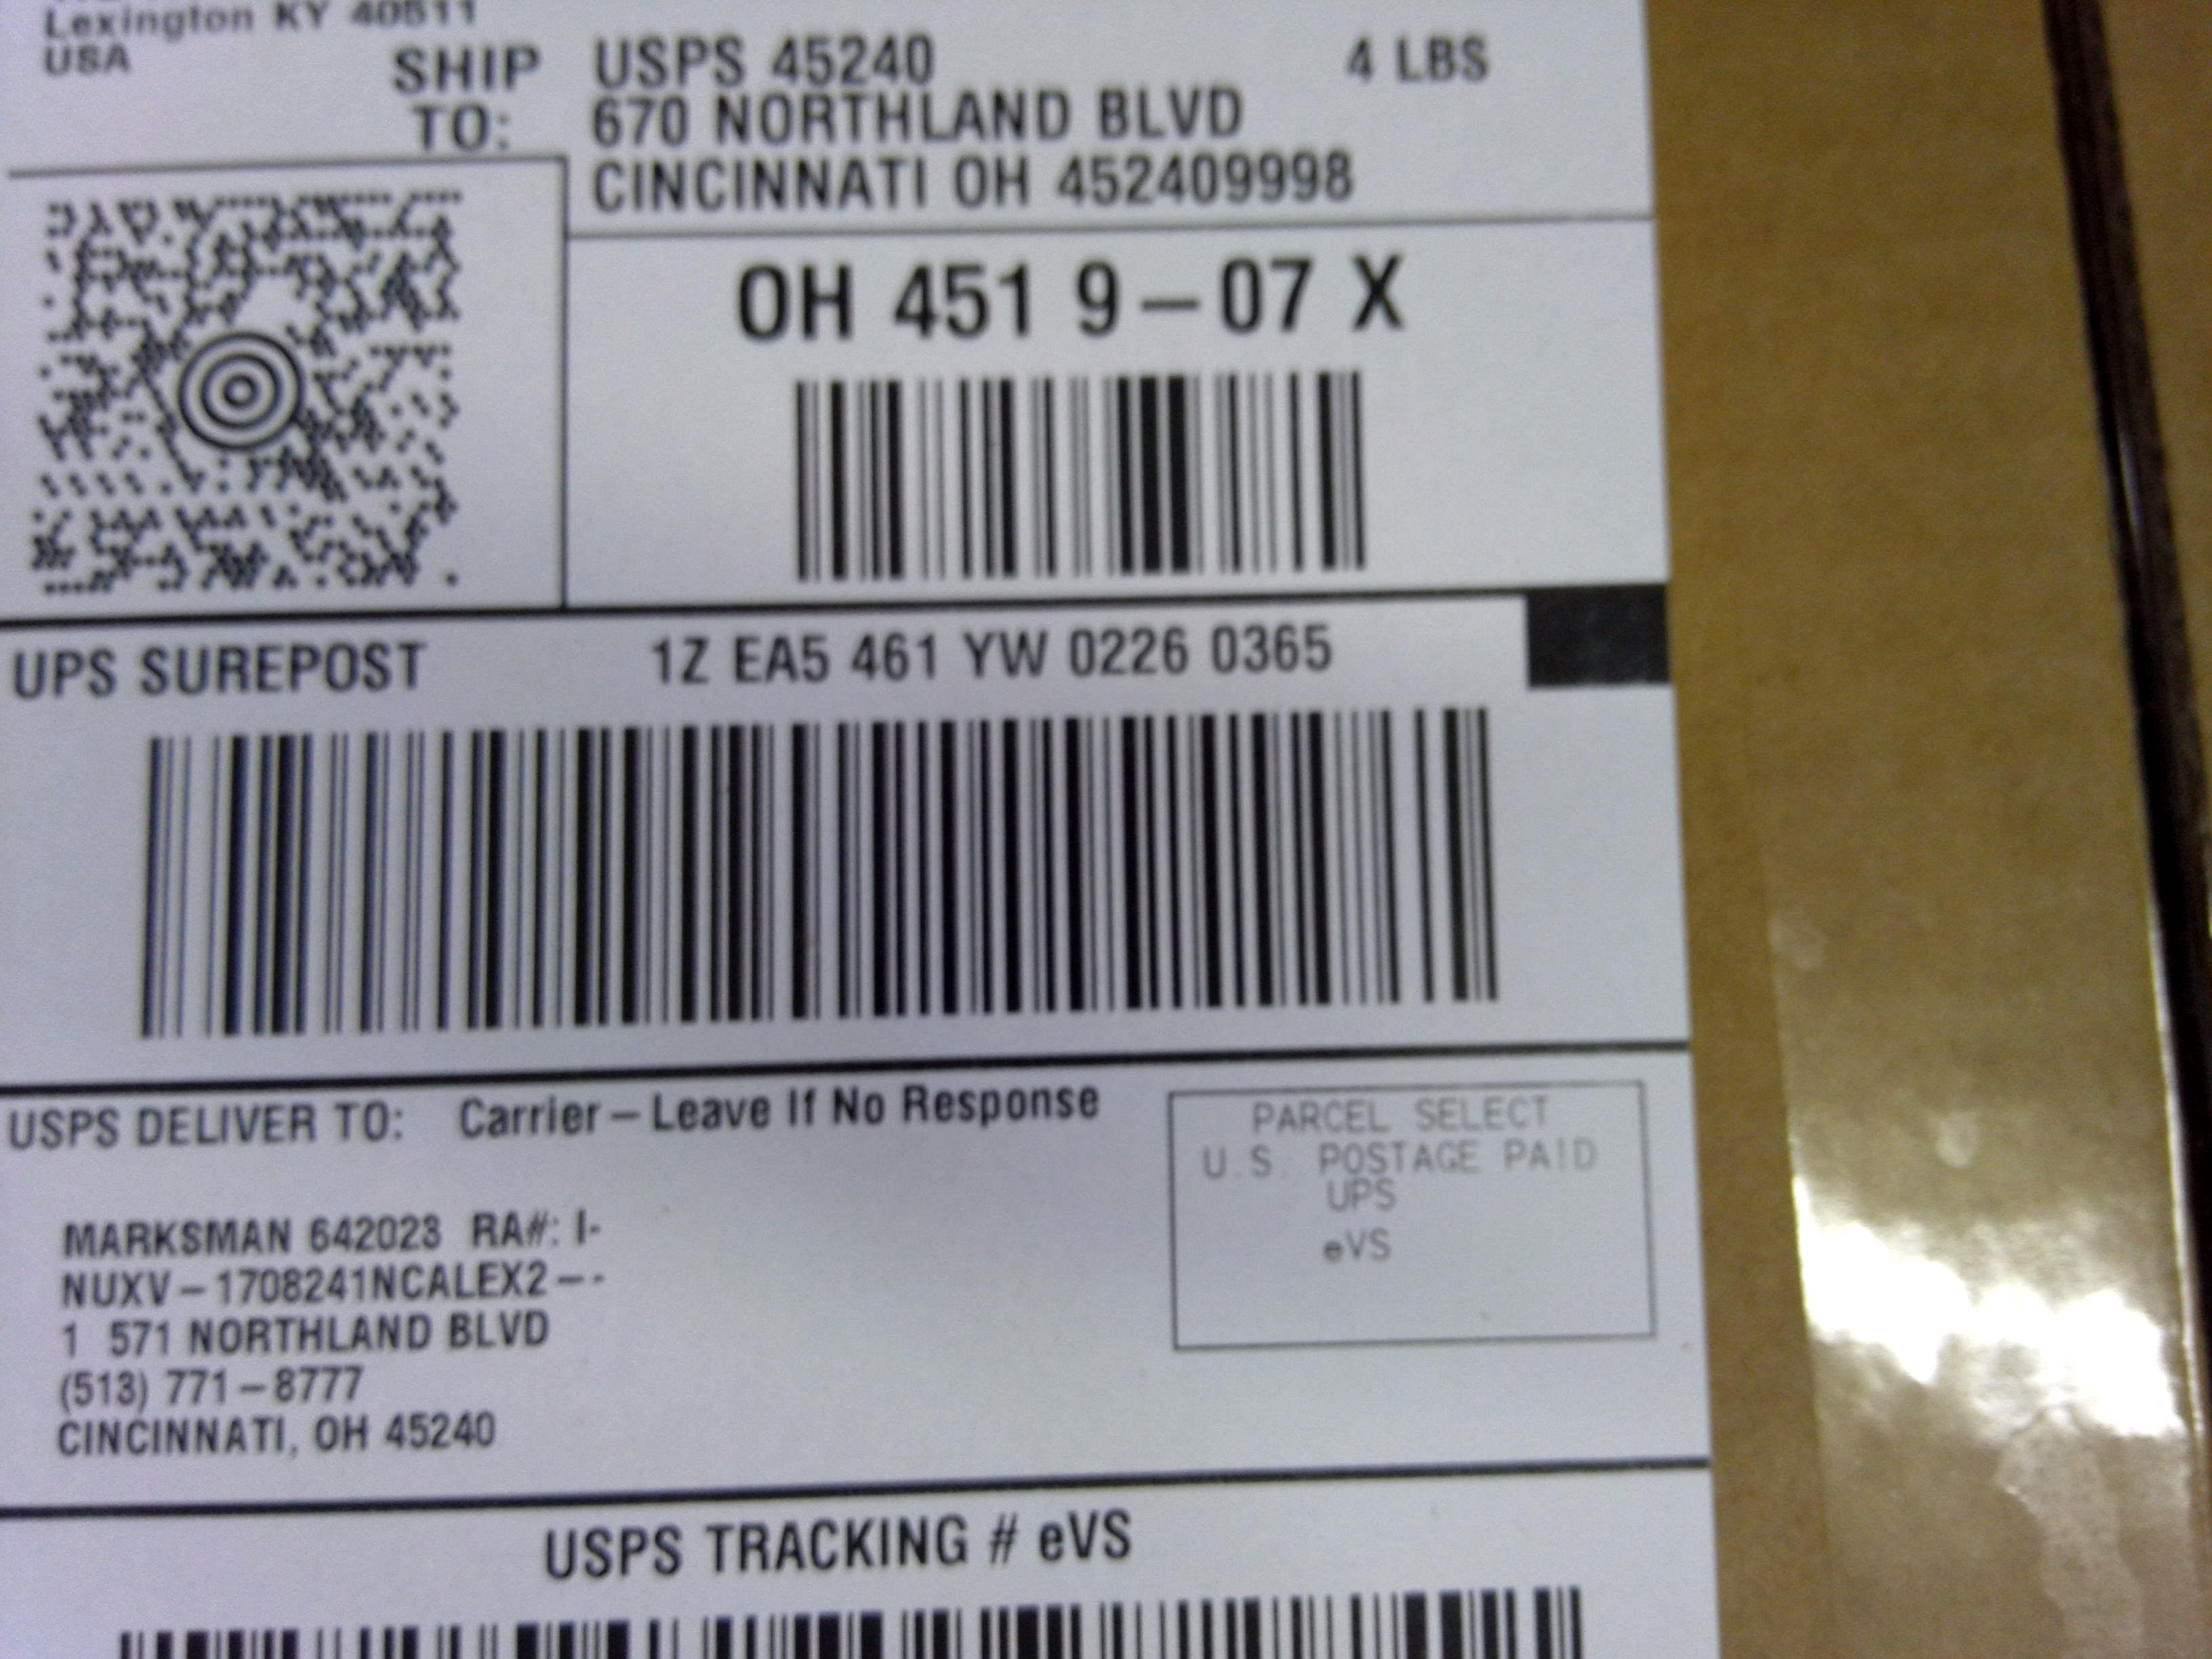 Lexington KY 40511
USA
SHIP TO:
USPS 45240
4 LBS
670 NORTHLAND BLVD
CINCINNATI OH 452409998
OH 451 9-07 X
UPS SUREPOST
1Z EA5 461 YW 0226 0365
USPS DELIVER TO:
Carrier - Leave If No Response
PARCEL SELECT
U.S. POSTAGE PAID
UPS
eVS
MARKSMAN 642023 RA#: I-
NUXV-1708241NCALEX2--
1 571 NORTHLAND BLVD
(513) 771-8777
CINCINNATI, OH 45240
USPS TRACKING # eVS